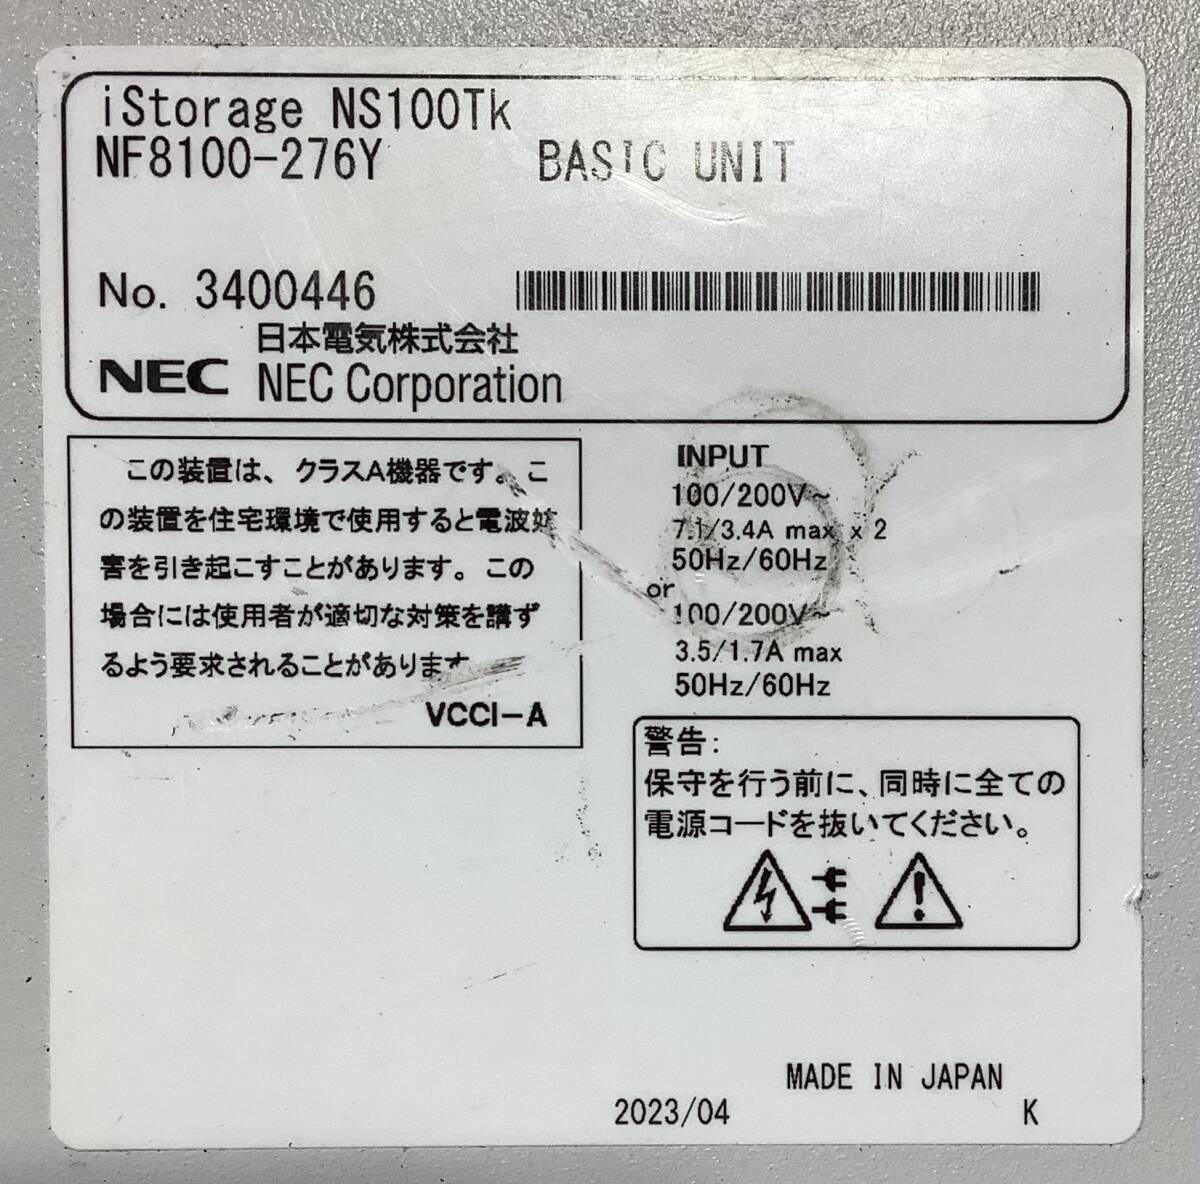 iStorage NS100Tk
NF8100-276Y BASIC UNIT
No. 3400446
日本電気株式会社
NEC NEC Corporation
この装置は、クラスA機器です。こ
の装置を住宅環境で使用すると電波妨
害を引き起こすことがあります。この
場合には使用者が適切な対策を講ず
るよう要求されることがあります
VCCI-A
INPUT
100/200V~
7.1/3.4A max x 2
50Hz/60Hz
or
100/200V~
3.5/1.7A max
50Hz/60Hz
警告:
保守を行う前に、同時に全ての
電源コードを抜いてください。
MADE IN JAPAN
2023/04 K